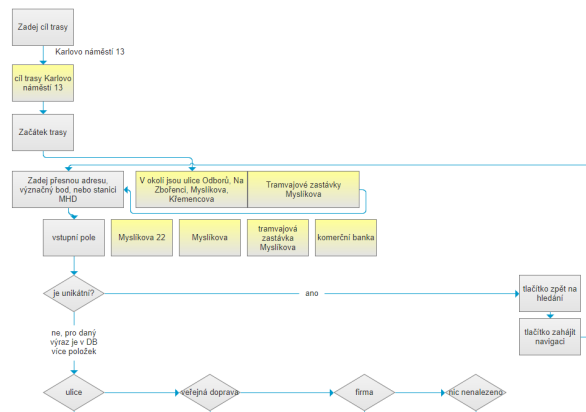 Zadej cíl trasy
Karlovo náměstí 13
cíl trasy Karlovo
náměstí 13
Začátek trasy
Zadej přesnou adresu,
význačný bod, nebo stanici
MHD
V okolí jsou ulice Odborů, Na
Zbořenci, Myslíkova,
Křemencova
Tramvajové zastávky
Myslíkova
vstupní pole
Myslíkova 22
Myslíkova
tramvajová
zastávka
Myslíkova
komerční banka
je unikátní?
ano
tlačítko zpět na
hledání
tlačítko zahájit
navigaci
ne, pro daný
výraz je v DB
více položek
ulice
veřejná doprava
firma
nic nenalezeno